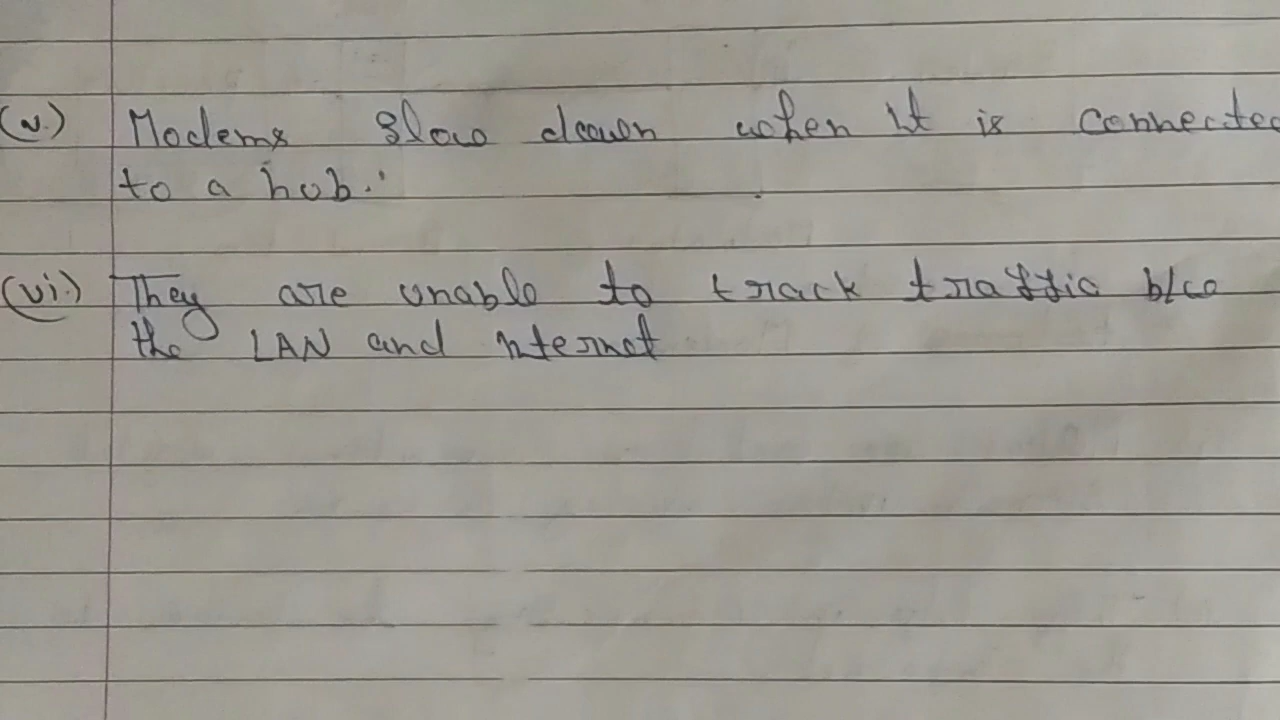 (v.) Modems slow down when it is connected
to a hub.
(vi.) They are unable to track traffic b/w
the LAN and nternet